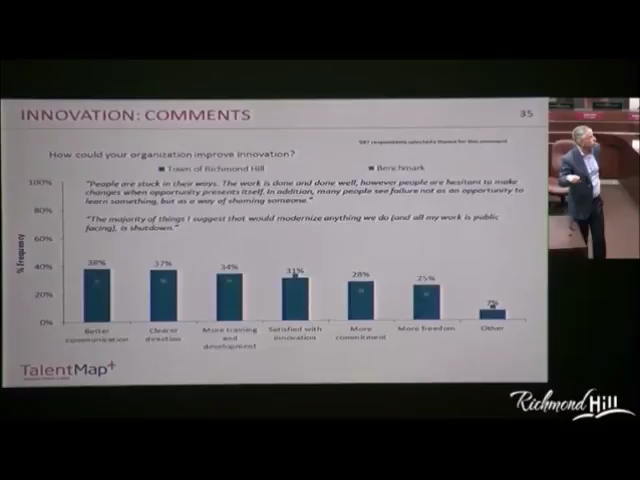 INNOVATION: COMMENTS
35
597 respondents selected a theme for this comment
How could your organization improve innovation?
Town of Richmond Hill
Benchmark
"People are stuck in their ways. The work is done and done well, however people are hesitant to make
changes when opportunity presents itself. In addition, many people see failure not as an opportunity to
learn something, but as a way of shaming someone."
"The majority of things I suggest that would modernize anything we do (and all my work is public
facing), is shutdown."
% Frequency
100%
80%
60%
40%
20%
0%
38%
37%
34%
31%
28%
25%
7%
Better
communication
Clearer
direction
More training
and
development
Satisfied with
innovation
More
commitment
More freedom
Other
TalentMap+
Richmond Hill